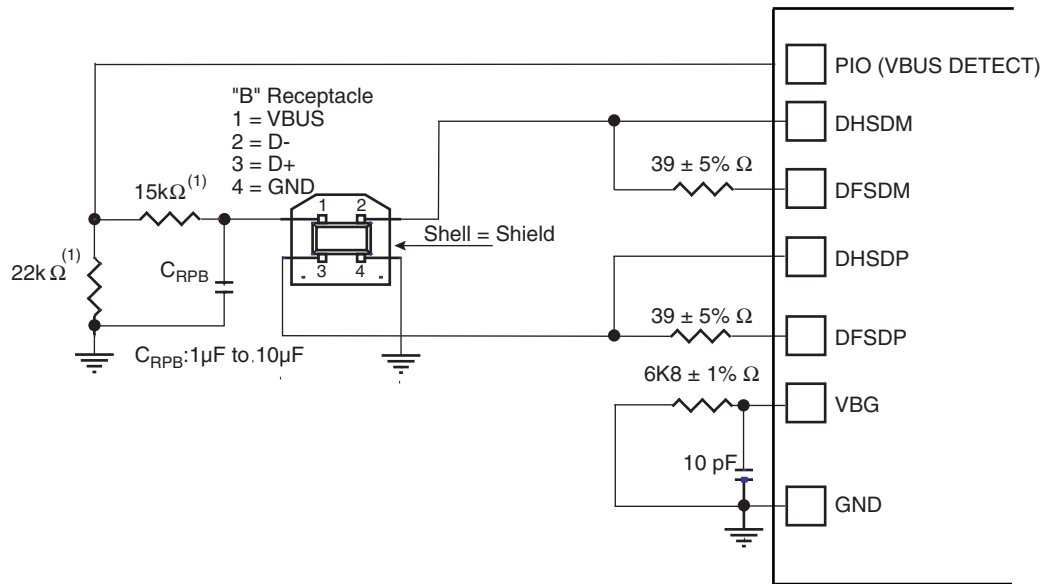 PIO (VBUS DETECT)
"B" Receptacle
1 = VBUS
2 = D-
3 = D+
4 = GND
DHSDM
39 ± 5% Ω
DFSDM
15kΩ(1)
1 2
Shell = Shield
DHSDP
22k Ω(1)
CRPB
3 4
39 ± 5% Ω
DFSDP
CRPB:1µF to 10µF
6K8 ± 1% Ω
VBG
10 pF
GND